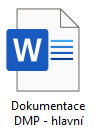 W
Dokumentace
DMP - hlavní